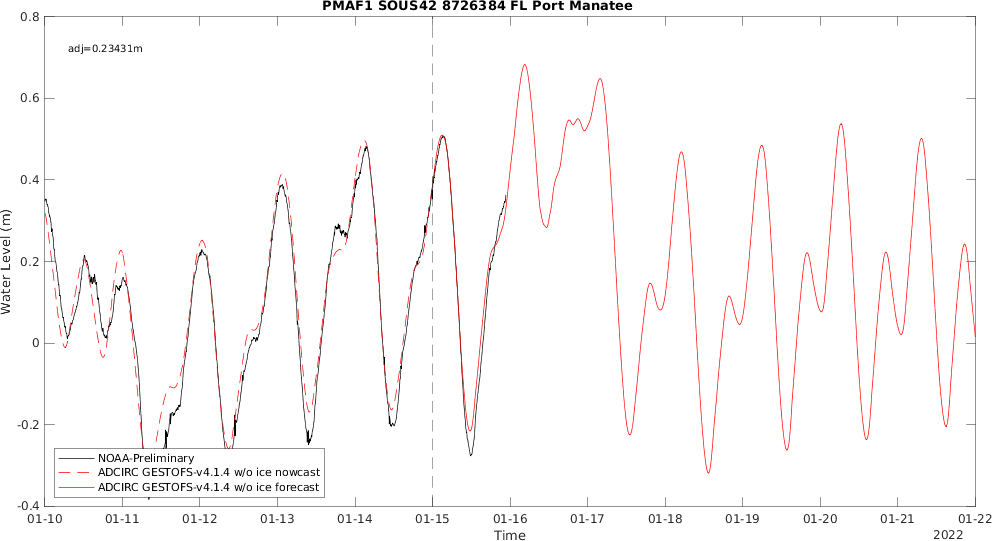 PMAF1 SOUS42 8726384 FL Port Manatee
adj=0.23431m
Water Level (m)
0.8
0.6
0.4
0.2
0
-0.2
-0.4
NOAA-Preliminary
ADCIRC GESTOFS-v4.1.4 w/o ice nowcast
ADCIRC GESTOFS-v4.1.4 w/o ice forecast
01-10 01-11 01-12 01-13 01-14 01-15 01-16 01-17 01-18 01-19 01-20 01-21 01-22
Time
2022